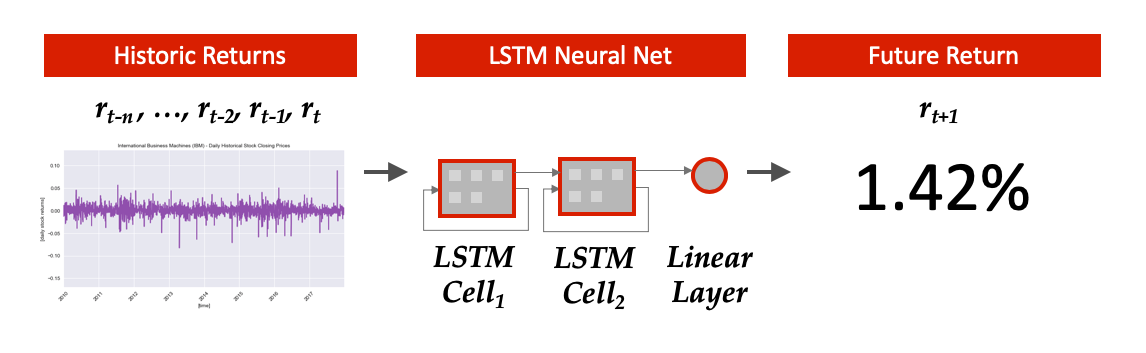 Historic Returns
LSTM Neural Net
Future Return
r_{t-n}, …, r_{t-2}, r_{t-1}, r_t
r_{t+1}
International Business Machines (IBM) - Daily Historical Stock Closing Prices
[daily stock returns]
0.10
0.05
0.00
−0.05
−0.10
−0.15
2010
2011
2012
2013
2014
2015
2016
2017
[time]
1.42%
LSTM
Cell_1
LSTM
Cell_2
Linear
Layer